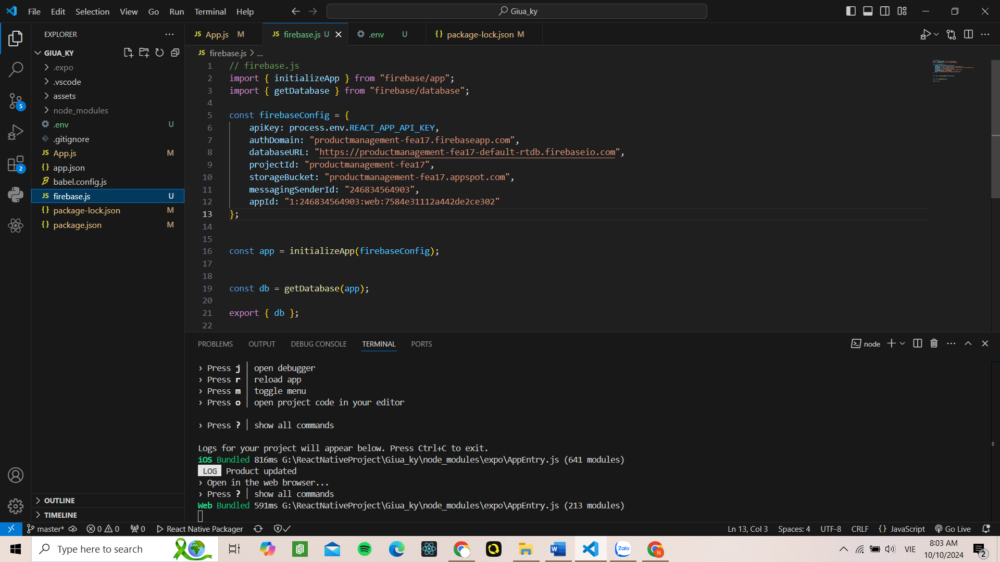 File Edit Selection View Go Run Terminal Help
Giua_ky
EXPLORER
GIUA_KY
.expo
.vscode
assets
node_modules
.env U
.gitignore
App.js M
app.json
babel.config.js
firebase.js U
package-lock.json M
package.json M
OUTLINE
TIMELINE
5
2
JS App.js M
JS firebase.js U
.env U
{} package-lock.json M
JS firebase.js > ...
1 // firebase.js
2 import { initializeApp } from "firebase/app";
3 import { getDatabase } from "firebase/database";
4
5 const firebaseConfig = {
6 apiKey: process.env.REACT_APP_API_KEY,
7 authDomain: "productmanagement-fea17.firebaseapp.com",
8 databaseURL: "https://productmanagement-fea17-default-rtdb.firebaseio.com",
9 projectId: "productmanagement-fea17",
10 storageBucket: "productmanagement-fea17.appspot.com",
11 messagingSenderId: "246834564903",
12 appId: "1:246834564903:web:7584e31112a442de2ce302"
13 };
14
15
16 const app = initializeApp(firebaseConfig);
17
18
19 const db = getDatabase(app);
20
21 export { db };
22
PROBLEMS OUTPUT DEBUG CONSOLE TERMINAL PORTS
node
› Press j │ open debugger
› Press r │ reload app
› Press m │ toggle menu
› Press o │ open project code in your editor
› Press ? │ show all commands
Logs for your project will appear below. Press Ctrl+C to exit.
iOS Bundled 816ms G:\ReactNativeProject\Giua_ky\node_modules\expo\AppEntry.js (641 modules)
LOG Product updated
› Open in the web browser...
› Press ? │ show all commands
Web Bundled 591ms G:\ReactNativeProject\Giua_ky\node_modules\expo\AppEntry.js (213 modules)
master* 0 0 0 React Native Packager
Ln 13, Col 3 Spaces: 4 UTF-8 CRLF {} JavaScript Go Live
Type here to search
Zalo
N
VIE
8:03 AM
10/10/2024
2